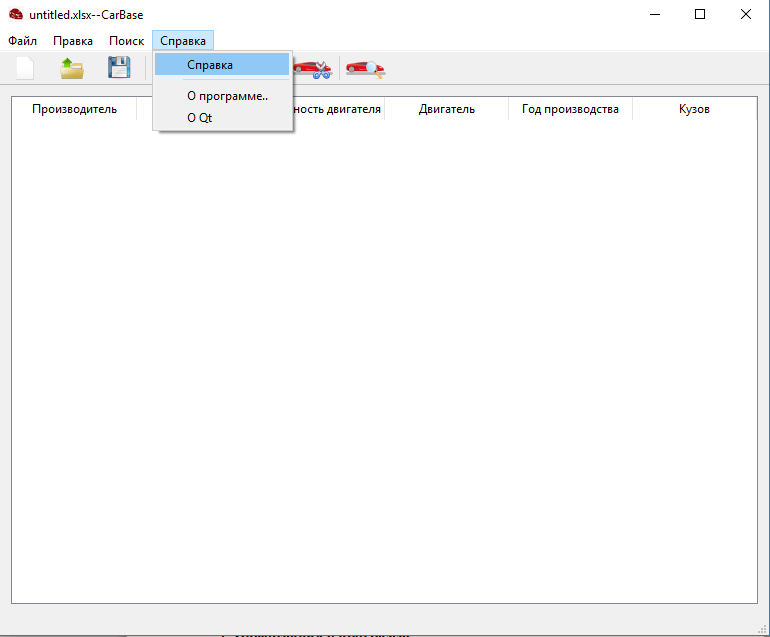 untitled.xlsx--CarBase
Файл Правка Поиск Справка
Справка
О программе..
О Qt
Производитель ность двигателя Двигатель Год производства Кузов